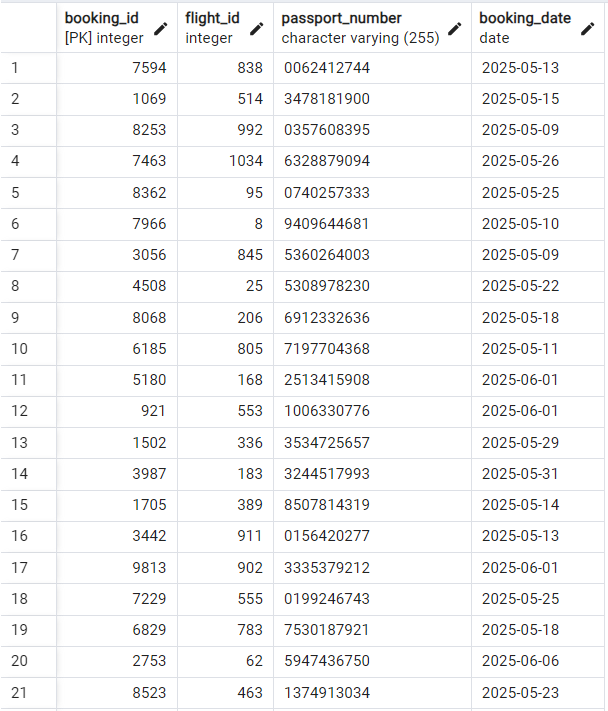 booking_id flight_id passport_number booking_date
[PK] integer integer character varying (255) date
1 7594 838 0062412744 2025-05-13
2 1069 514 3478181900 2025-05-15
3 8253 992 0357608395 2025-05-09
4 7463 1034 6328879094 2025-05-26
5 8362 95 0740257333 2025-05-25
6 7966 8 9409644681 2025-05-10
7 3056 845 5360264003 2025-05-09
8 4508 25 5308978230 2025-05-22
9 8068 206 6912332636 2025-05-18
10 6185 805 7197704368 2025-05-11
11 5180 168 2513415908 2025-06-01
12 921 553 1006330776 2025-06-01
13 1502 336 3534725657 2025-05-29
14 3987 183 3244517993 2025-05-31
15 1705 389 8507814319 2025-05-14
16 3442 911 0156420277 2025-05-13
17 9813 902 3335379212 2025-06-01
18 7229 555 0199246743 2025-05-25
19 6829 783 7530187921 2025-05-18
20 2753 62 5947436750 2025-06-06
21 8523 463 1374913034 2025-05-23